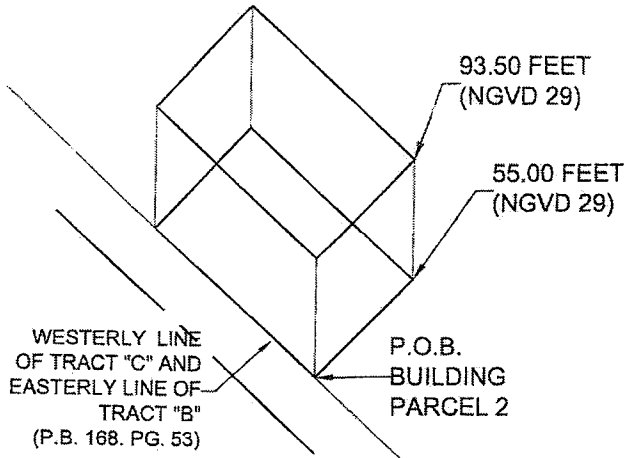 93.50 FEET
(NGVD 29)
55.00 FEET
(NGVD 29)
WESTERLY LINE
OF TRACT "C" AND
EASTERLY LINE OF
TRACT "B"
(P.B. 168. PG. 53)
P.O.B.
BUILDING
PARCEL 2